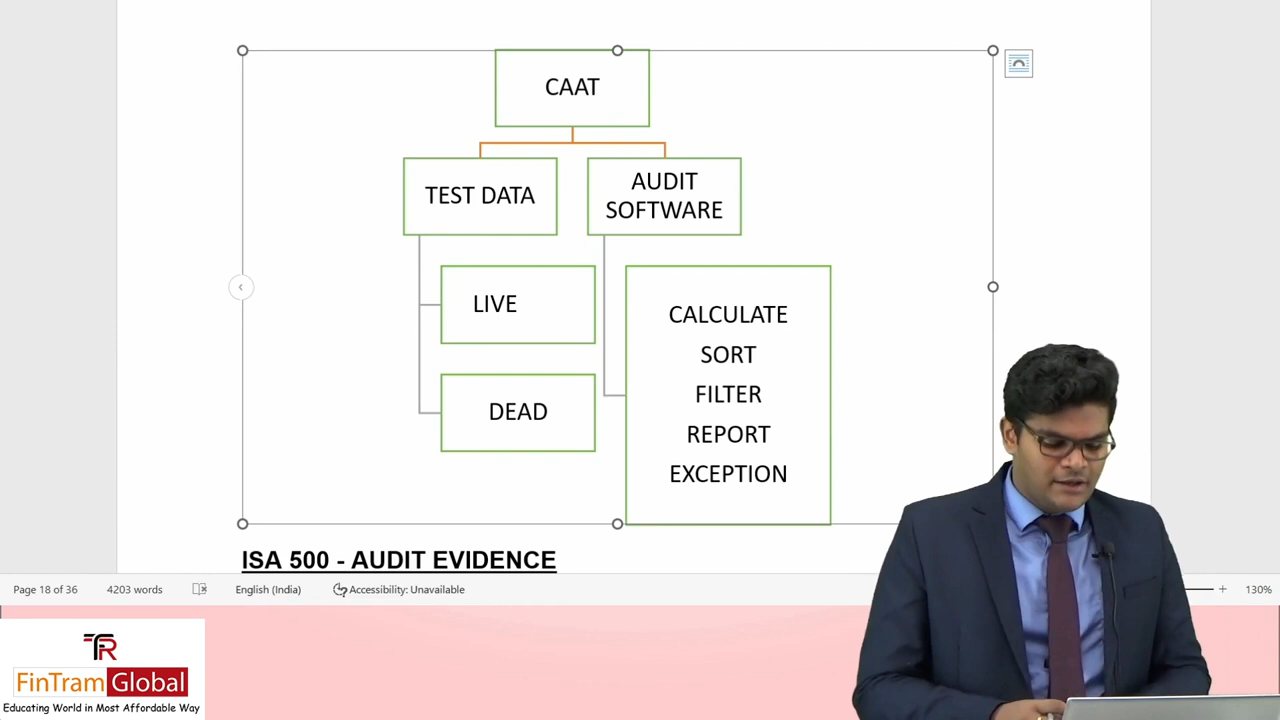 CAAT
TEST DATA
AUDIT
SOFTWARE
LIVE
DEAD
CALCULATE
SORT
FILTER
REPORT
EXCEPTION
ISA 500 - AUDIT EVIDENCE
Page 18 of 36 4203 words English (India) Accessibility: Unavailable 130%
TR
FinTram Global
Educating World in Most Affordable Way